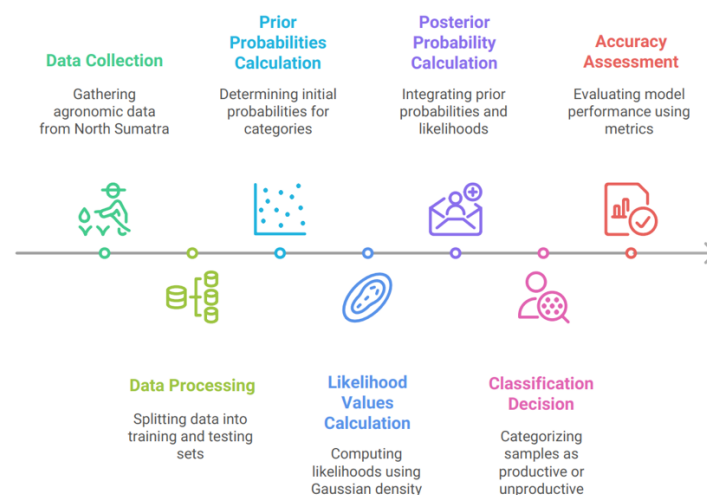 Data Collection
Gathering
agronomic data
from North Sumatra
Prior
Probabilities
Calculation
Determining initial
probabilities for
categories
Posterior
Probability
Calculation
Integrating prior
probabilities and
likelihoods
Accuracy
Assessment
Evaluating model
performance using
metrics
Data Processing
Splitting data into
training and testing
sets
Likelihood
Values
Calculation
Computing
likelihoods using
Gaussian density
Classification
Decision
Categorizing
samples as
productive or
unproductive